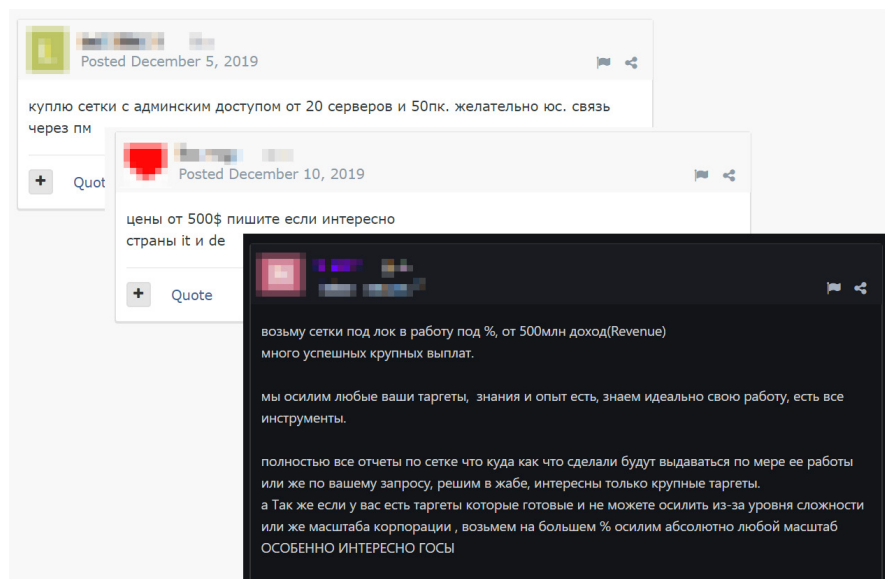 Posted December 5, 2019
куплю сетки с админским доступом от 20 серверов и 50пк. желательно юс. связь
через пм
+ Quot
Posted December 10, 2019
цены от 500$ пишите если интересно
страны it и de
+ Quote
возьму сетки под лок в работу под %, от 500млн доход(Revenue)
много успешных крупных выплат.
мы осилим любые ваши таргеты, знания и опыт есть, знаем идеально свою работу, есть все
инструменты.
полностью все отчеты по сетке что куда как что сделали будут выдаваться по мере ее работы
или же по вашему запросу, решим в жабе, интересны только крупные таргеты.
а Так же если у вас есть таргеты которые готовые и не можете осилить из-за уровня сложности
или же масштаба корпорации , возьмем на большем % осилим абсолютно любой масштаб
ОСОБЕННО ИНТЕРЕСНО ГОСЫ